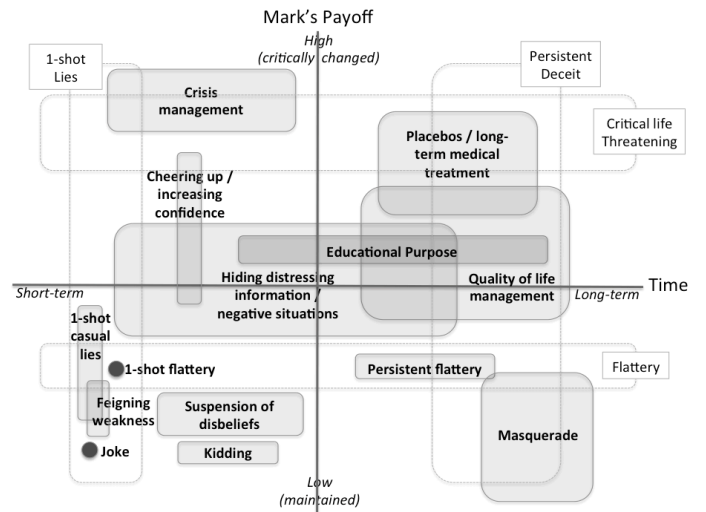 Mark's Payoff
High
(critically changed)
1-shot
Lies
Persistent
Deceit
Crisis
management
Critical life
Threatening
Placebos / long-
term medical
treatment
Cheering up /
increasing
confidence
Educational Purpose
Hiding distressing
information /
negative situations
Quality of life
management
Time
Short-term
Long-term
1-shot
casual
lies
1-shot flattery
Persistent flattery
Flattery
Feigning
weakness
Suspension of
disbeliefs
Masquerade
Joke
Kidding
Low
(maintained)